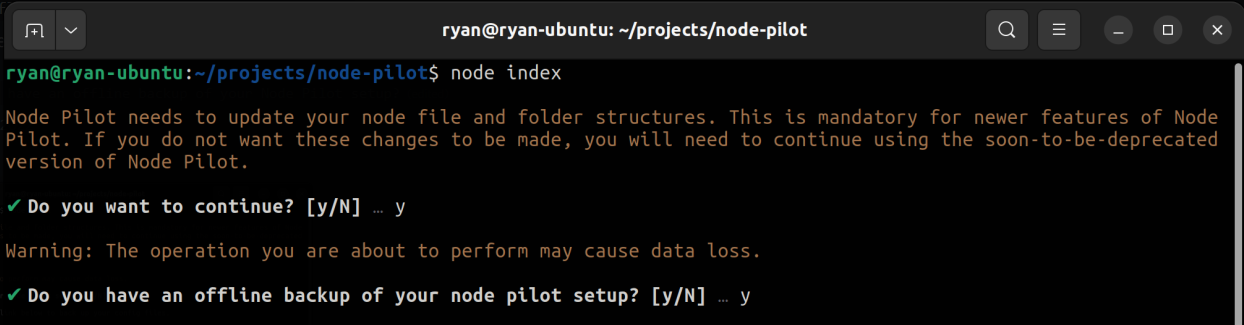 ryan@ryan-ubuntu: ~/projects/node-pilot
ryan@ryan-ubuntu:~/projects/node-pilot$ node index
Node Pilot needs to update your node file and folder structures. This is mandatory for newer features of Node
Pilot. If you do not want these changes to be made, you will need to continue using the soon-to-be-deprecated
version of Node Pilot.
✔ Do you want to continue? [y/N] … y
Warning: The operation you are about to perform may cause data loss.
✔ Do you have an offline backup of your node pilot setup? [y/N] … y